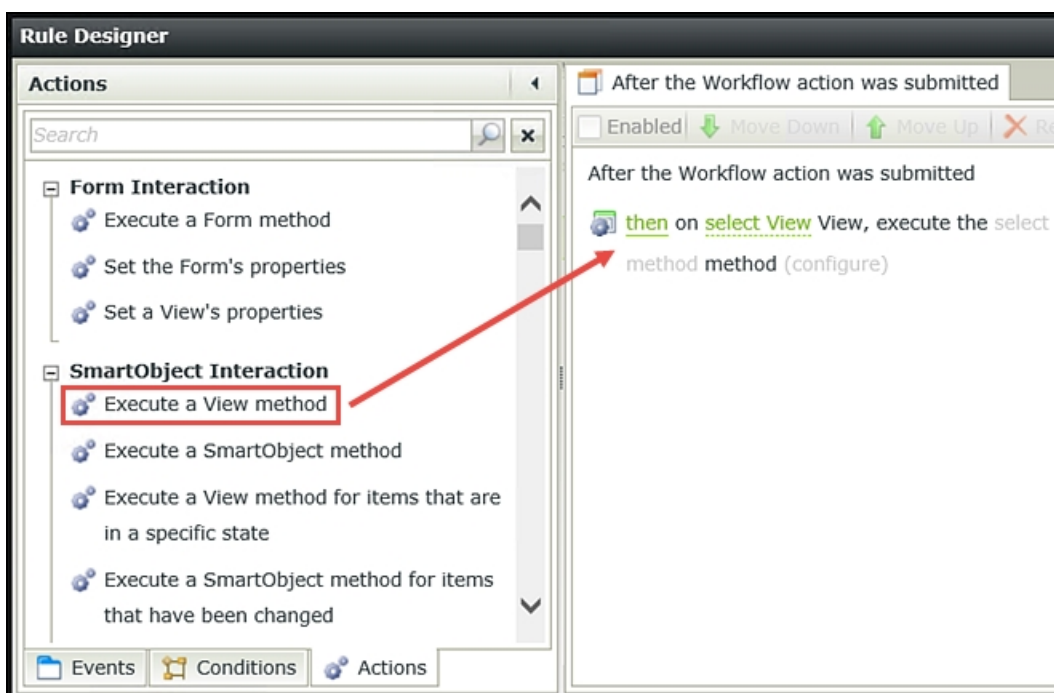 Rule Designer
Actions
Search
Form Interaction
Execute a Form method
Set the Form's properties
Set a View's properties
SmartObject Interaction
Execute a View method
Execute a SmartObject method
Execute a View method for items that are
in a specific state
Execute a SmartObject method for items
that have been changed
Events
Conditions
Actions
After the Workflow action was submitted
Enabled Move Down Move Up Re
After the Workflow action was submitted
then on select View View, execute the select
method method (configure)